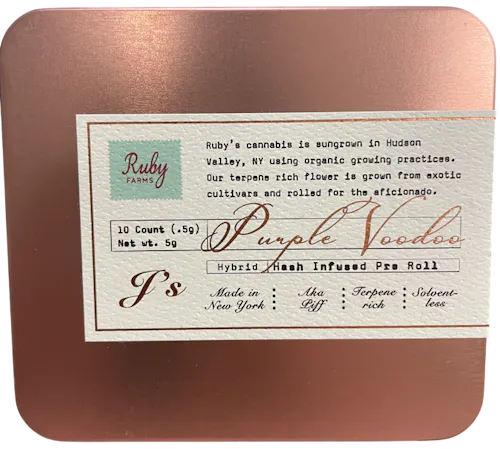 Ruby's cannabis is sungrown in Hudson
Valley, NY using organic growing practices.
Our terpene rich flower is grown from exotic
cultivars and rolled for the aficionado.
Ruby
FARMS
10 Count (.5g)
Net wt. 5g
Purple Voodoo
Hybrid Hash Infused Pre Roll
J's
Made in
New York
Aka
Piff
Terpene
rich
Solvent-
less